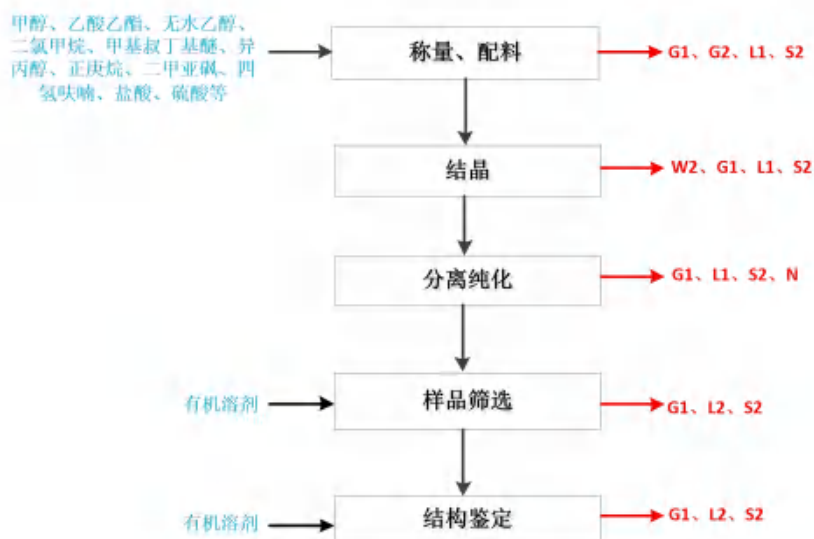 甲醇、乙酸乙酯、无水乙醇、
二氯甲烷、甲基叔丁基醚、异
丙醇、正庚烷、二甲亚砜、四
氢呋喃、盐酸、硫酸等
称量、配料
G1、G2、L1、S2
结晶
W2、G1、L1、S2
分离纯化
G1、L1、S2、N
有机溶剂
样品筛选
G1、L2、S2
有机溶剂
结构鉴定
G1、L2、S2